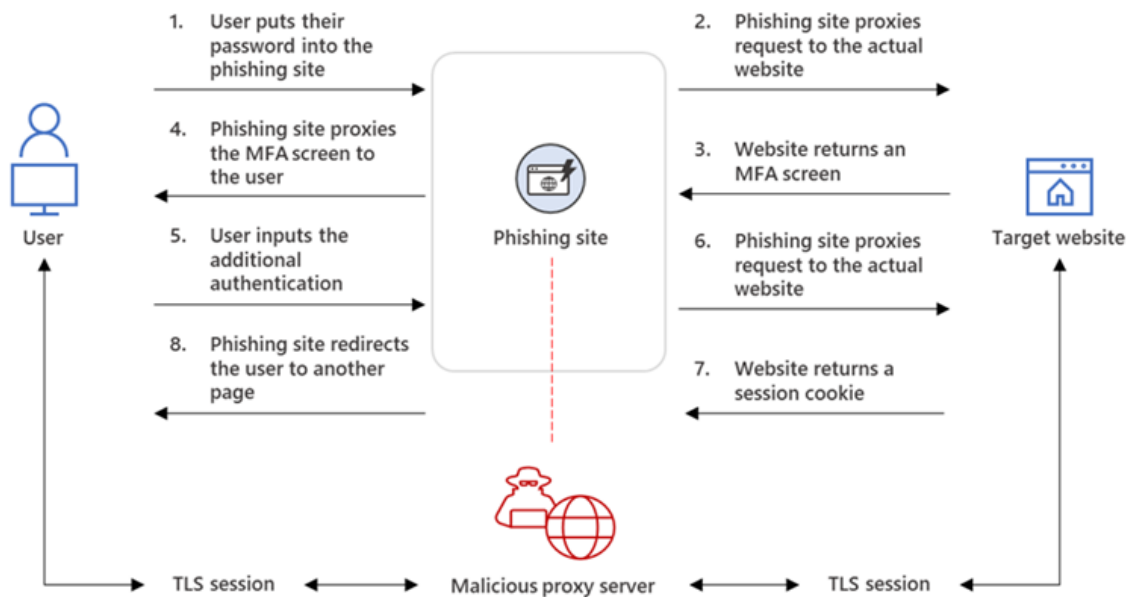 1. User puts their
password into the
phishing site
2. Phishing site proxies
request to the actual
website
4. Phishing site proxies
the MFA screen to
the user
3. Website returns an
MFA screen
User
Phishing site
Target website
5. User inputs the
additional
authentication
6. Phishing site proxies
request to the actual
website
8. Phishing site redirects
the user to another
page
7. Website returns a
session cookie
TLS session
Malicious proxy server
TLS session